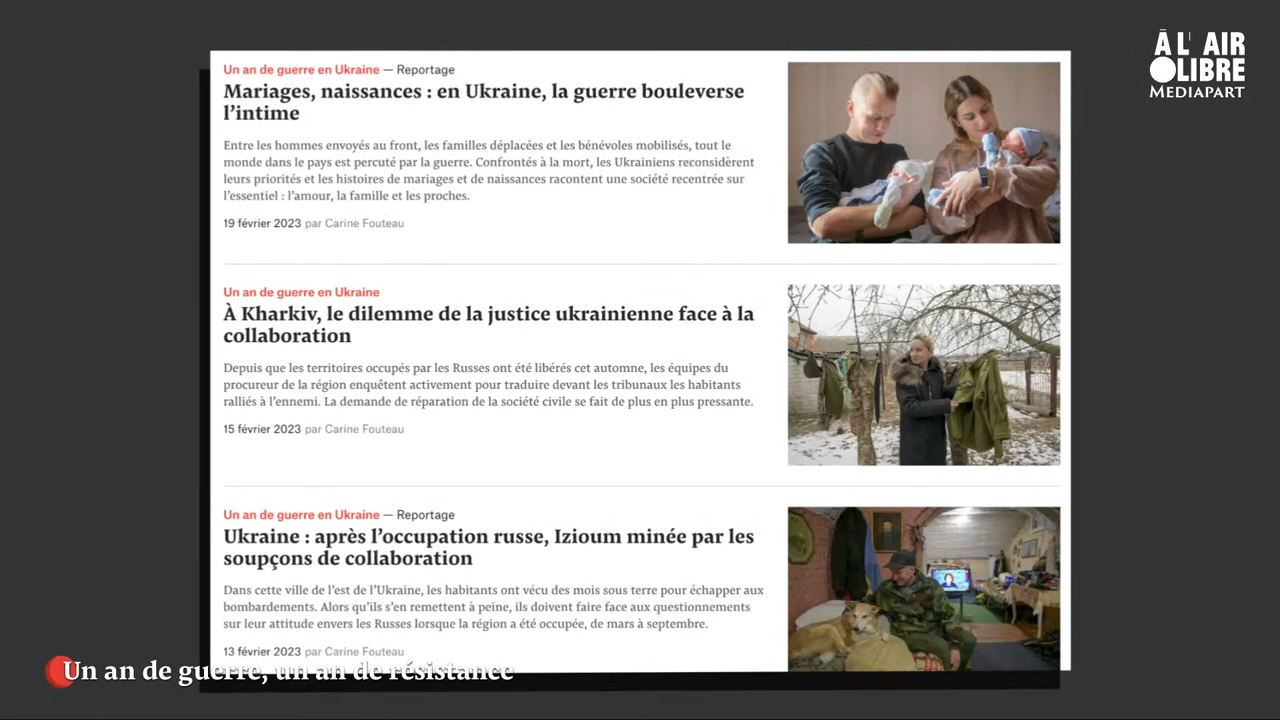 À L' AIR
LIBRE
MEDIAPART
Un an de guerre en Ukraine — Reportage
Mariages, naissances : en Ukraine, la guerre bouleverse
l’intime
Entre les hommes envoyés au front, les familles déplacées et les bénévoles mobilisés, tout le
monde dans le pays est percuté par la guerre. Confrontés à la mort, les Ukrainiens reconsidèrent
leurs priorités et les histoires de mariages et de naissances racontent une société recentrée sur
l’essentiel : l’amour, la famille et les proches.
19 février 2023 par Carine Fouteau
Un an de guerre en Ukraine
À Kharkiv, le dilemme de la justice ukrainienne face à la
collaboration
Depuis que les territoires occupés par les Russes ont été libérés cet automne, les équipes du
procureur de la région enquêtent activement pour traduire devant les tribunaux les habitants
ralliés à l’ennemi. La demande de réparation de la société civile se fait de plus en plus pressante.
15 février 2023 par Carine Fouteau
Un an de guerre en Ukraine — Reportage
Ukraine : après l’occupation russe, Izioum minée par les
soupçons de collaboration
Dans cette ville de l’est de l’Ukraine, les habitants ont vécu des mois sous terre pour échapper aux
bombardements. Alors qu’ils s’en remettent à peine, ils doivent faire face aux questionnements
sur leur attitude envers les Russes lorsque la région a été occupée, de mars à septembre.
13 février 2023 par Carine Fouteau
Un an de guerre, un an de résistance